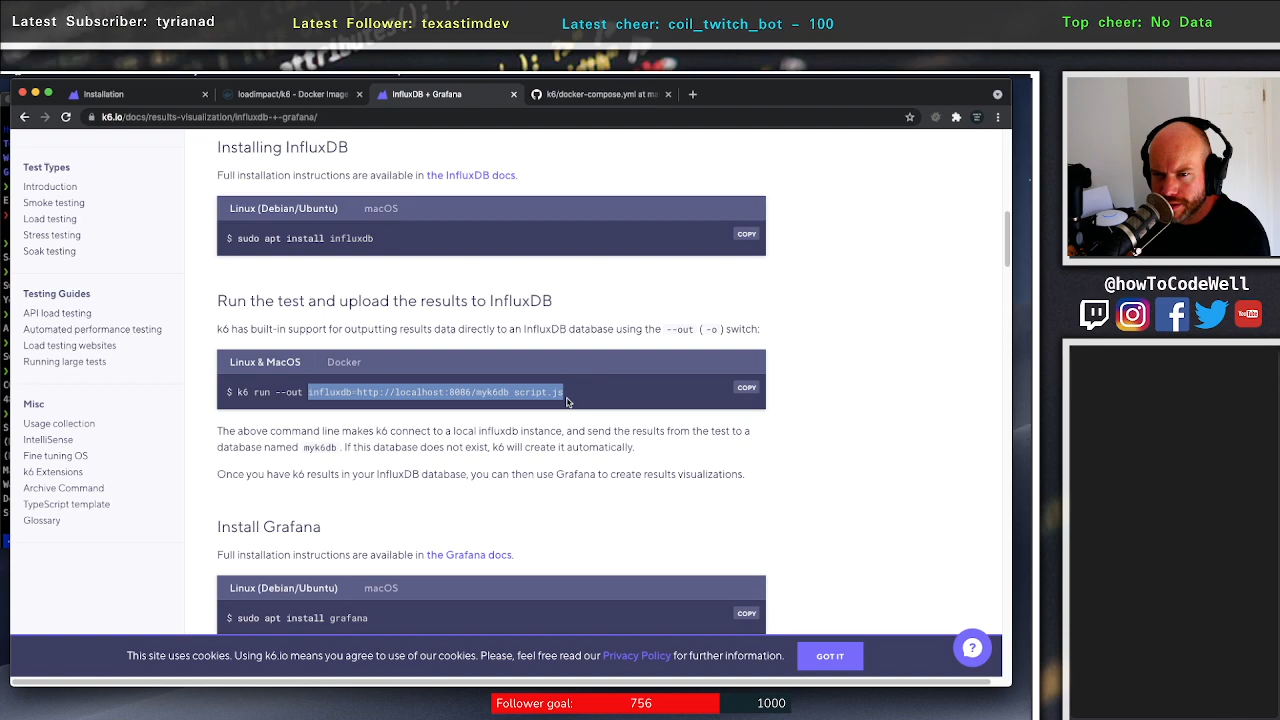 Latest Subscriber: tyrianad
Latest Follower: texastimdev
Latest cheer: coil_twitch_bot - 100
Top cheer: No Data
Installation
loadimpact/k6 - Docker Image
InfluxDB + Grafana
k6/docker-compose.yml at ma
k6.io/docs/results-visualization/influxdb-+-grafana/
Test Types
Introduction
Smoke testing
Load testing
Stress testing
Soak testing
Testing Guides
API load testing
Automated performance testing
Load testing websites
Running large tests
Misc
Usage collection
IntelliSense
Fine tuning OS
k6 Extensions
Archive Command
TypeScript template
Glossary
Installing InfluxDB
Full installation instructions are available in the InfluxDB docs.
Linux (Debian/Ubuntu) macOS
$ sudo apt install influxdb
COPY
Run the test and upload the results to InfluxDB
k6 has built-in support for outputting results data directly to an InfluxDB database using the --out ( -o ) switch:
Linux & MacOS Docker
$ k6 run --out influxdb=http://localhost:8086/myk6db script.js
COPY
The above command line makes k6 connect to a local influxdb instance, and send the results from the test to a
database named myk6db . If this database does not exist, k6 will create it automatically.
Once you have k6 results in your InfluxDB database, you can then use Grafana to create results visualizations.
Install Grafana
Full installation instructions are available in the Grafana docs.
Linux (Debian/Ubuntu) macOS
$ sudo apt install grafana
COPY
This site uses cookies. Using k6.io means you agree to use of our cookies. Please, feel free read our Privacy Policy for further information.
GOT IT
?
@howToCodeWell
You Tube
Follower goal: 756 1000